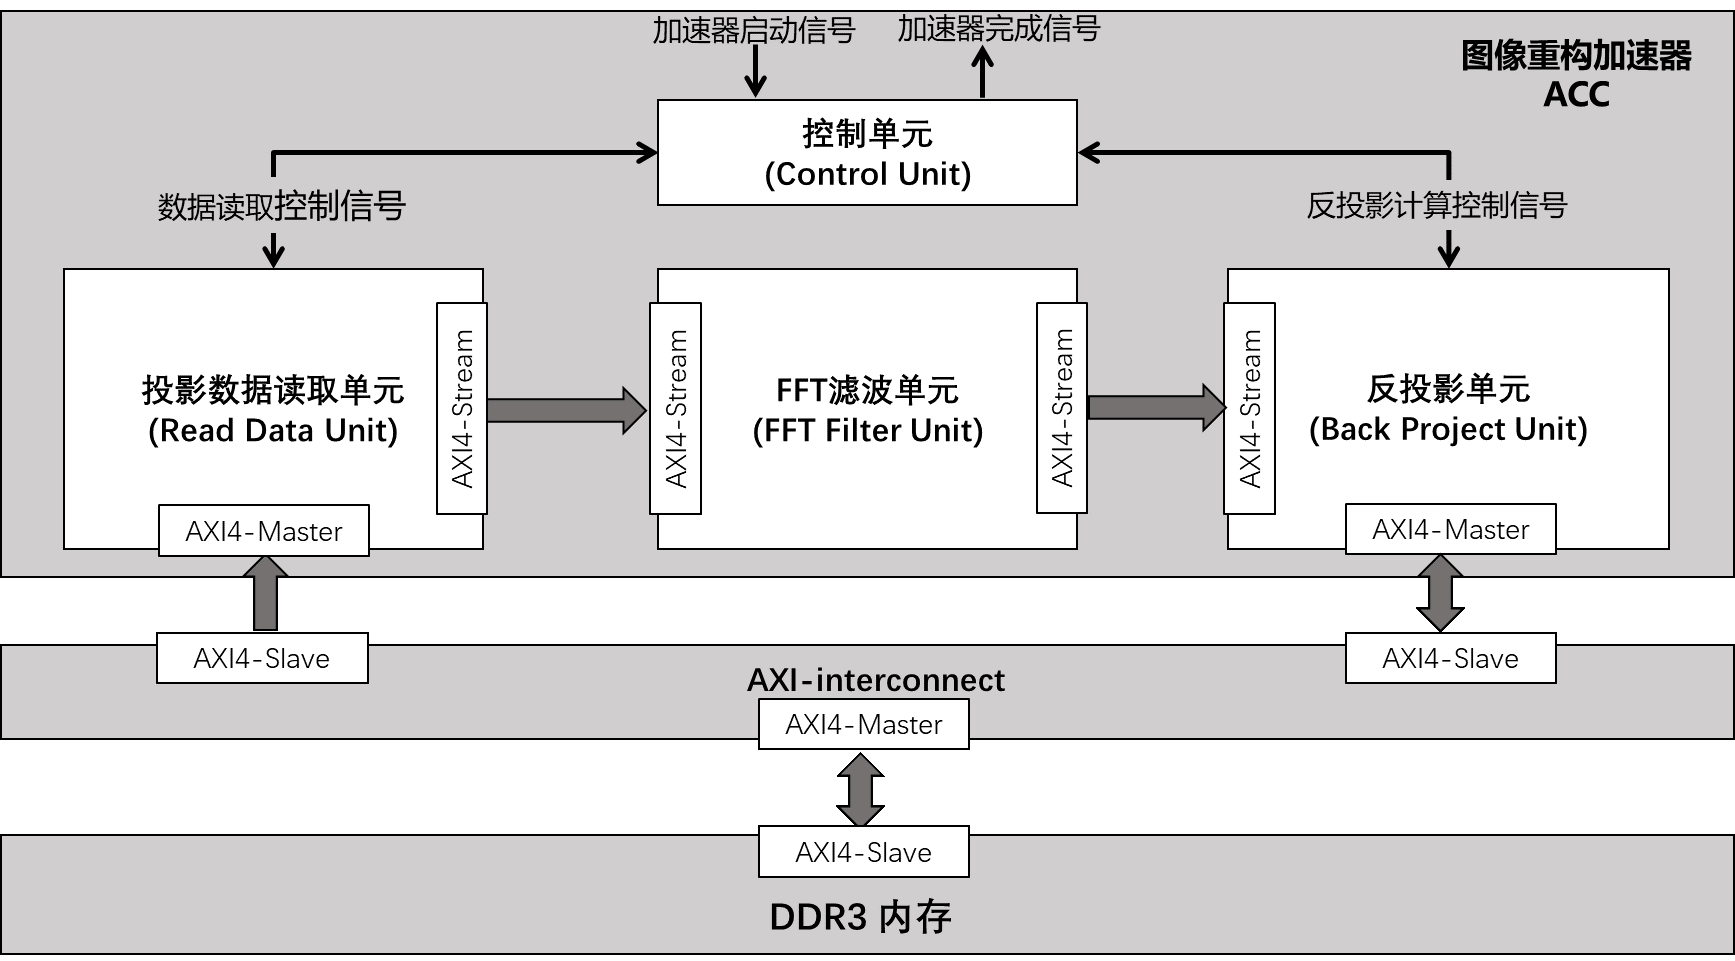 加速器启动信号
加速器完成信号
图像重构加速器
ACC
控制单元
(Control Unit)
数据读取控制信号
反投影计算控制信号
投影数据读取单元
(Read Data Unit)
AXI4-Stream
AXI4-Master
AXI4-Stream
FFT滤波单元
(FFT Filter Unit)
AXI4-Stream
AXI4-Stream
反投影单元
(Back Project Unit)
AXI4-Master
AXI4-Slave
AXI4-Slave
AXI-interconnect
AXI4-Master
AXI4-Slave
DDR3 内存